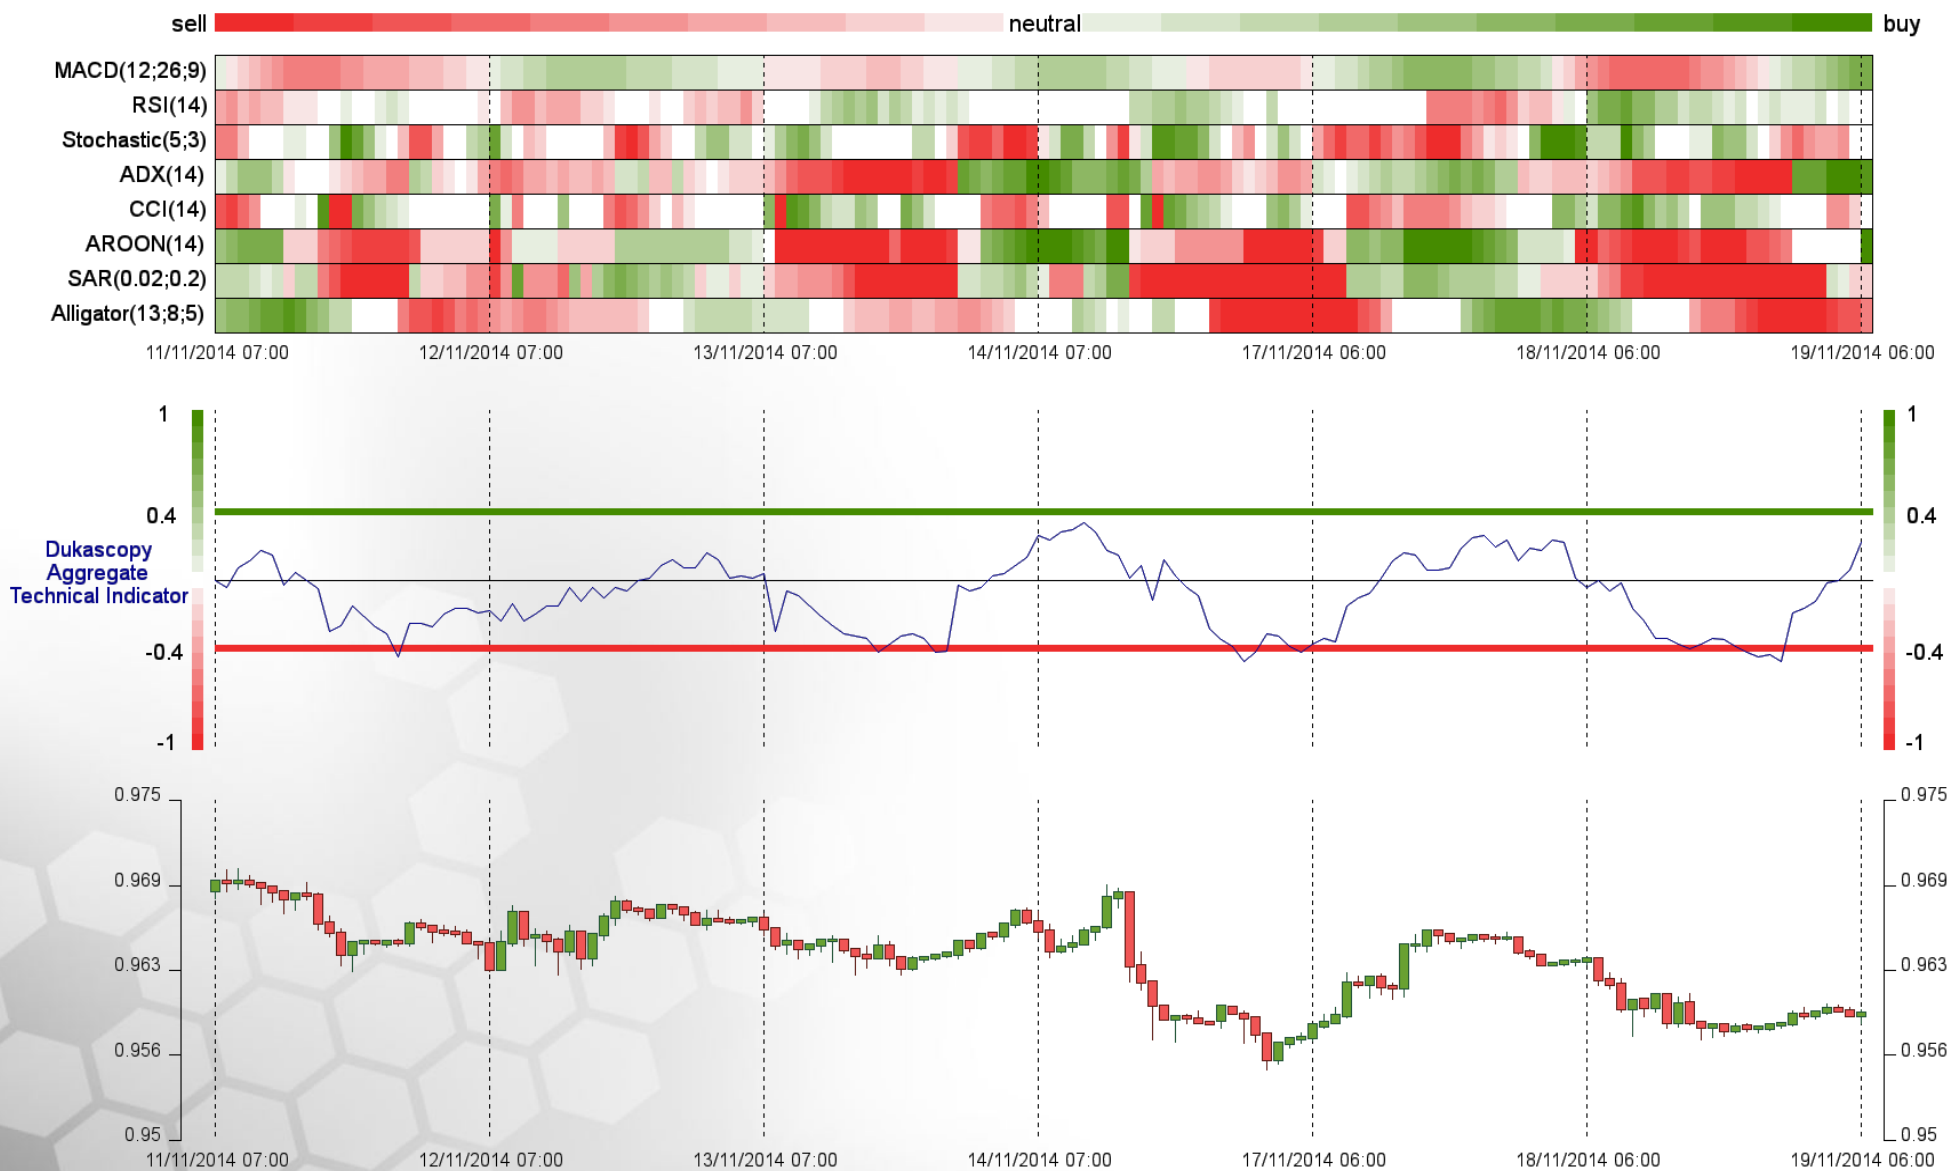 sell neutral buy
MACD(12;26;9)
RSI(14)
Stochastic(5;3)
ADX(14)
CCI(14)
AROON(14)
SAR(0.02;0.2)
Alligator(13;8;5)
11/11/2014 07:00 12/11/2014 07:00 13/11/2014 07:00 14/11/2014 07:00 17/11/2014 06:00 18/11/2014 06:00 19/11/2014 06:00
1 1
0.4 0.4
Dukascopy
Aggregate
Technical Indicator
-0.4 -0.4
-1 -1
0.975 0.975
0.969 0.969
0.963 0.963
0.956 0.956
0.95 0.95
11/11/2014 07:00 12/11/2014 07:00 13/11/2014 07:00 14/11/2014 07:00 17/11/2014 06:00 18/11/2014 06:00 19/11/2014 06:00